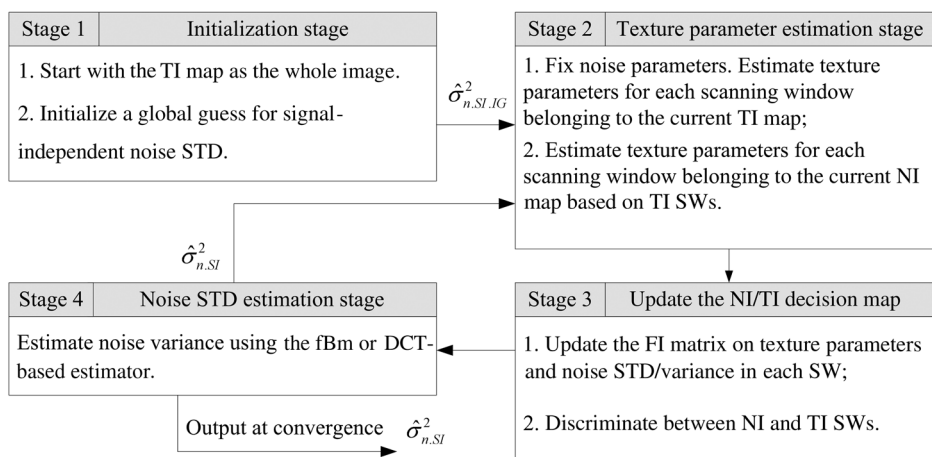 Stage 1 Initialization stage
1. Start with the TI map as the whole image.
2. Initialize a global guess for signal-
independent noise STD.
σ̂²n.SI.IG
Stage 2 Texture parameter estimation stage
1. Fix noise parameters. Estimate texture
parameters for each scanning window
belonging to the current TI map;
2. Estimate texture parameters for each
scanning window belonging to the current NI
map based on TI SWs.
σ̂²n.SI
Stage 4 Noise STD estimation stage
Estimate noise variance using the fBm or DCT-
based estimator.
Stage 3 Update the NI/TI decision map
1. Update the FI matrix on texture parameters
and noise STD/variance in each SW;
2. Discriminate between NI and TI SWs.
Output at convergence σ̂²n.SI